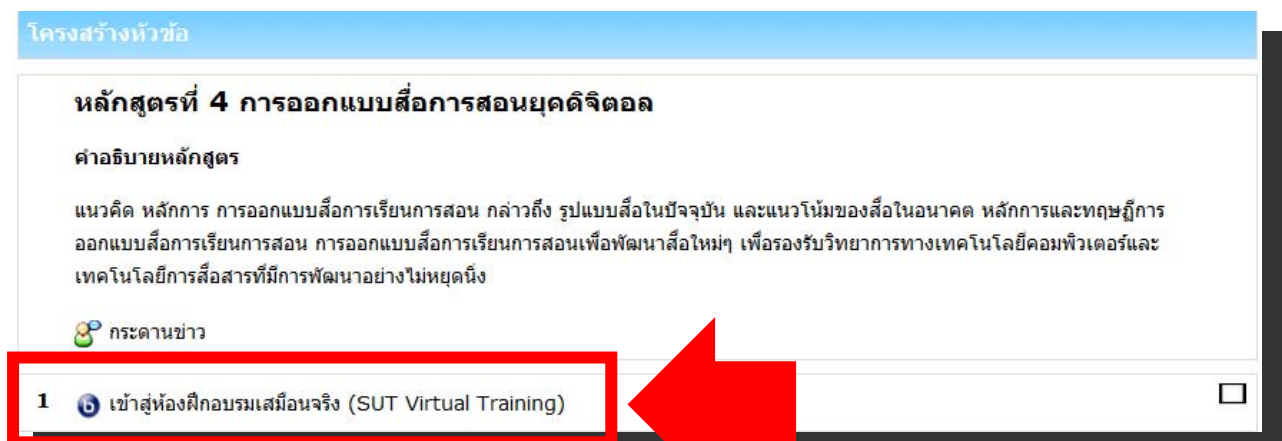 โครงสร้างหัวข้อ
หลักสูตรที่ 4 การออกแบบสื่อการสอนยุคดิจิตอล
คำอธิบายหลักสูตร
แนวคิด หลักการ การออกแบบสื่อการเรียนการสอน กล่าวถึง รูปแบบสื่อในปัจจุบัน และแนวโน้มของสื่อในอนาคต หลักการและทฤษฏีการ
ออกแบบสื่อการเรียนการสอน การออกแบบสื่อการเรียนการสอนเพื่อพัฒนาสื่อใหม่ๆ เพื่อรองรับวิทยาการทางเทคโนโลยีคอมพิวเตอร์และ
เทคโนโลยีการสื่อสารที่มีการพัฒนาอย่างไม่หยุดนิ่ง
กระดานข่าว
1 เข้าสู่ห้องฝึกอบรมเสมือนจริง (SUT Virtual Training)